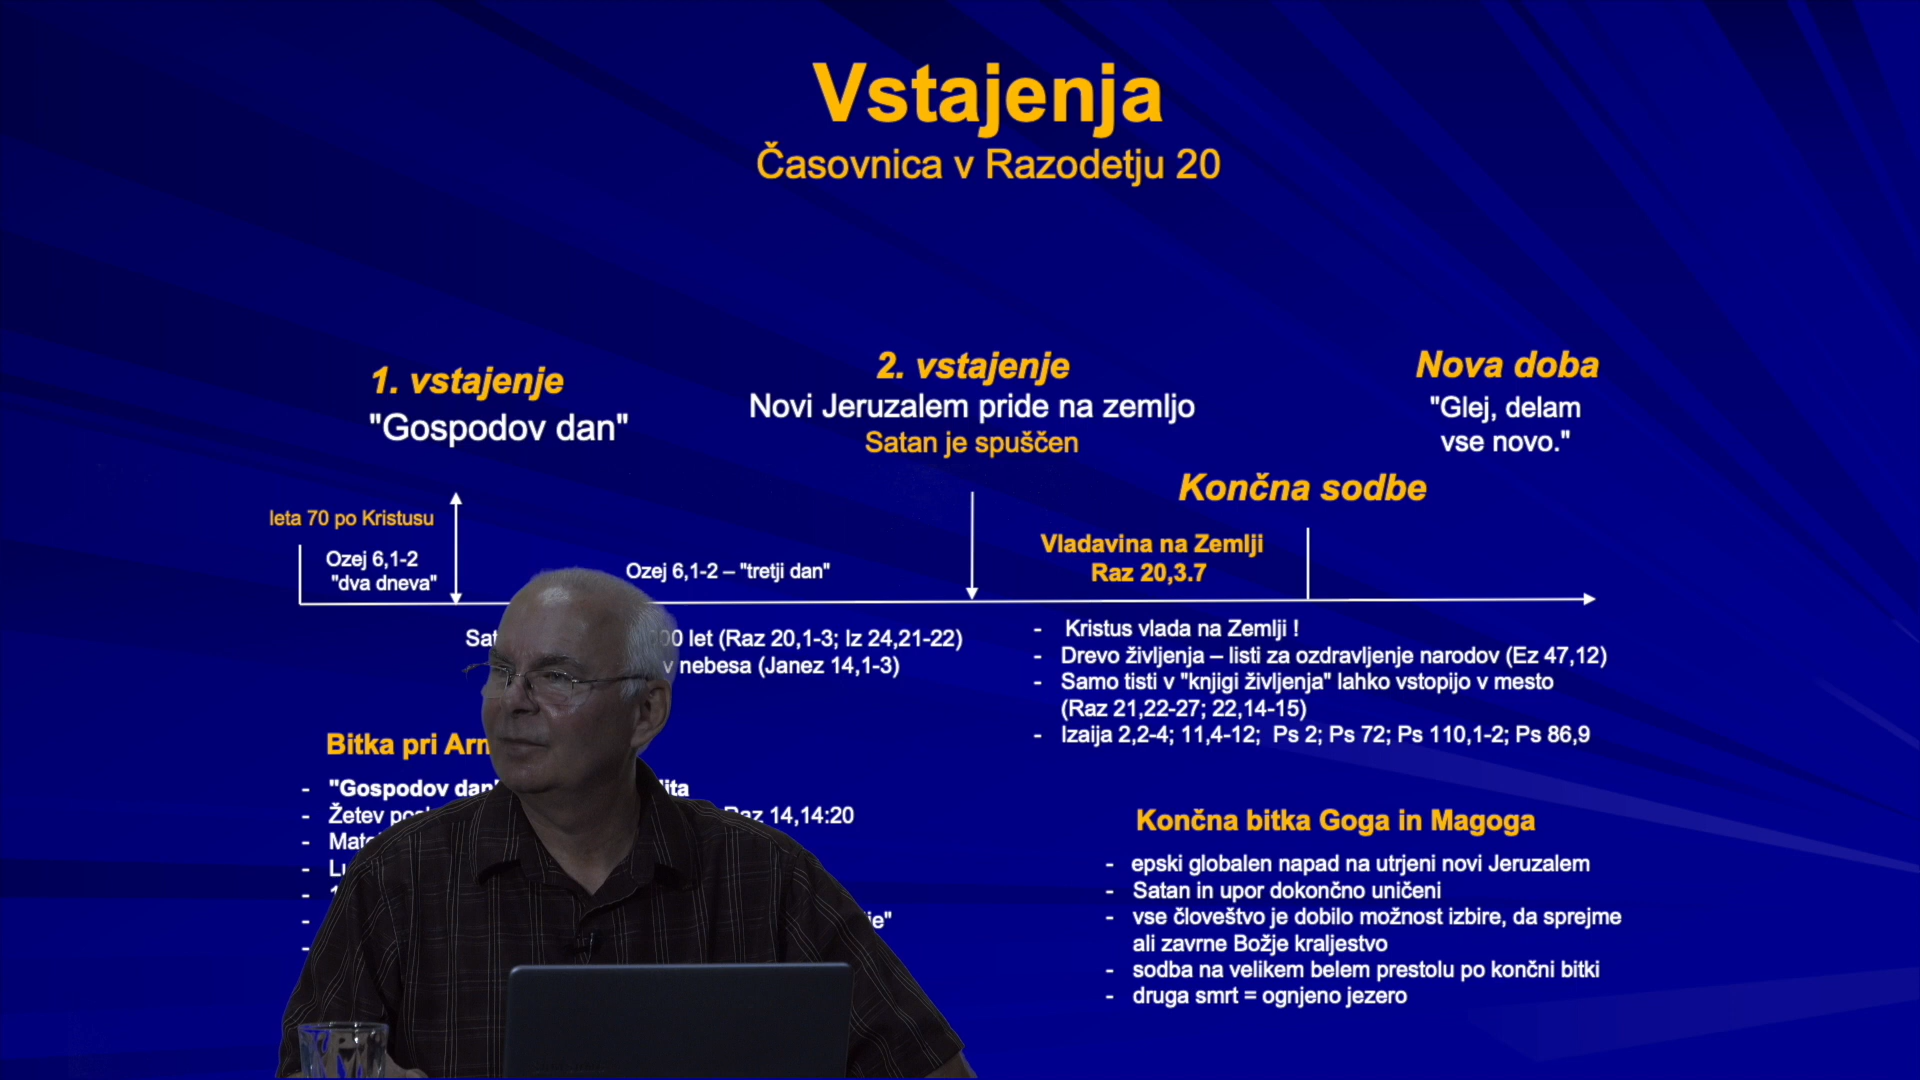 Vstajenja
Časovnica v Razodetju 20
1. vstajenje
"Gospodov dan"
2. vstajenje
Novi Jeruzalem pride na zemljo
Satan je spuščen
Nova doba
"Glej, delam
vse novo."
Končna sodbe
leta 70 po Kristusu
Ozej 6,1-2
"dva dneva"
Ozej 6,1-2 – "tretji dan"
Vladavina na Zemlji
Raz 20,3.7
let (Raz 20,1-3; Iz 24,21-22)
v nebesa (Janez 14,1-3)
- Kristus vlada na Zemlji !
- Drevo življenja – listi za ozdravljenje narodov (Ez 47,12)
- Samo tisti v "knjigi življenja" lahko vstopijo v mesto
(Raz 21,22-27; 22,14-15)
- Izaija 2,2-4; 11,4-12; Ps 2; Ps 72; Ps 110,1-2; Ps 86,9
Bitka pri
- "Gospodov dan"
- Žetev Raz 14,14:20
Končna bitka Goga in Magoga
- epski globalen napad na utrjeni novi Jeruzalem
- Satan in upor dokončno uničeni
- vse človeštvo je dobilo možnost izbire, da sprejme
ali zavrne Božje kraljestvo
- sodba na velikem belem prestolu po končni bitki
- druga smrt = ognjeno jezero